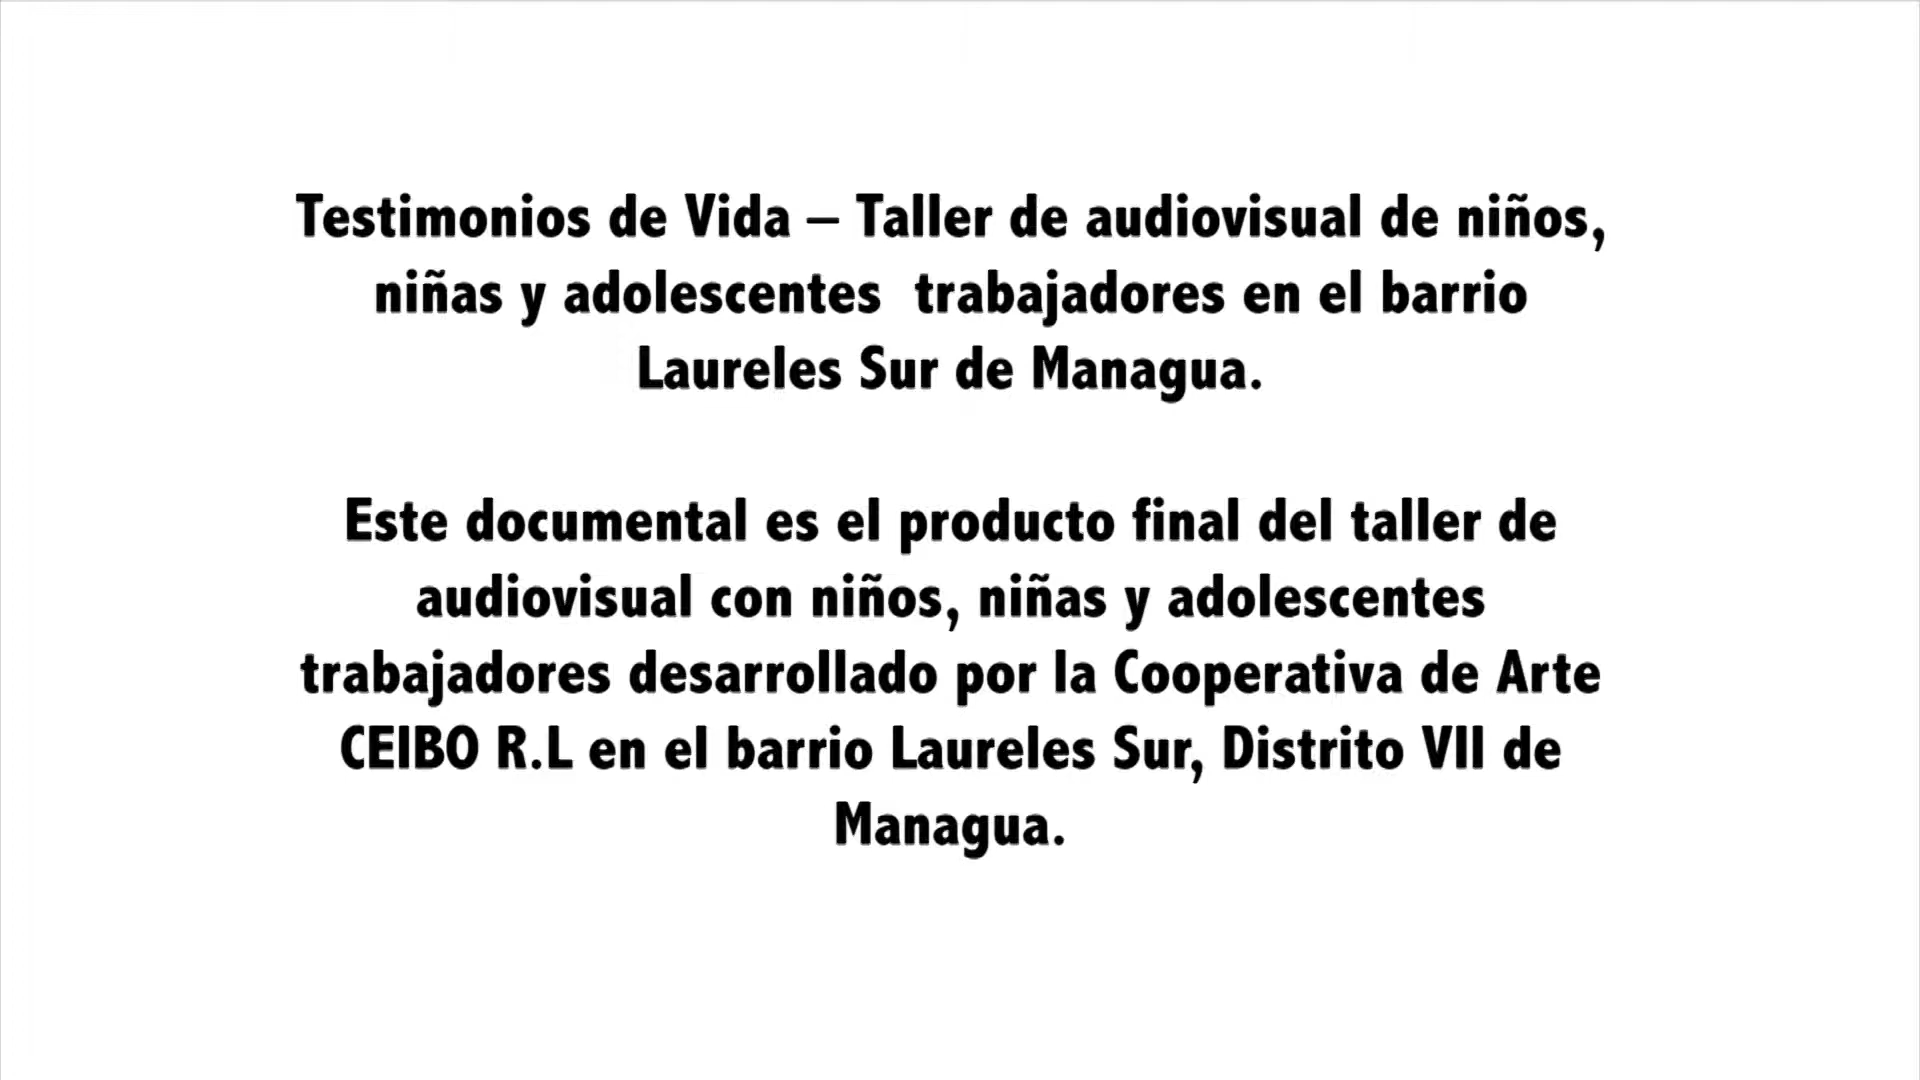 Testimonios de Vida – Taller de audiovisual de niños,
niñas y adolescentes  trabajadores en el barrio
Laureles Sur de Managua.
Este documental es el producto final del taller de
audiovisual con niños, niñas y adolescentes
trabajadores desarrollado por la Cooperativa de Arte
CEIBO R.L en el barrio Laureles Sur, Distrito VII de
Managua.